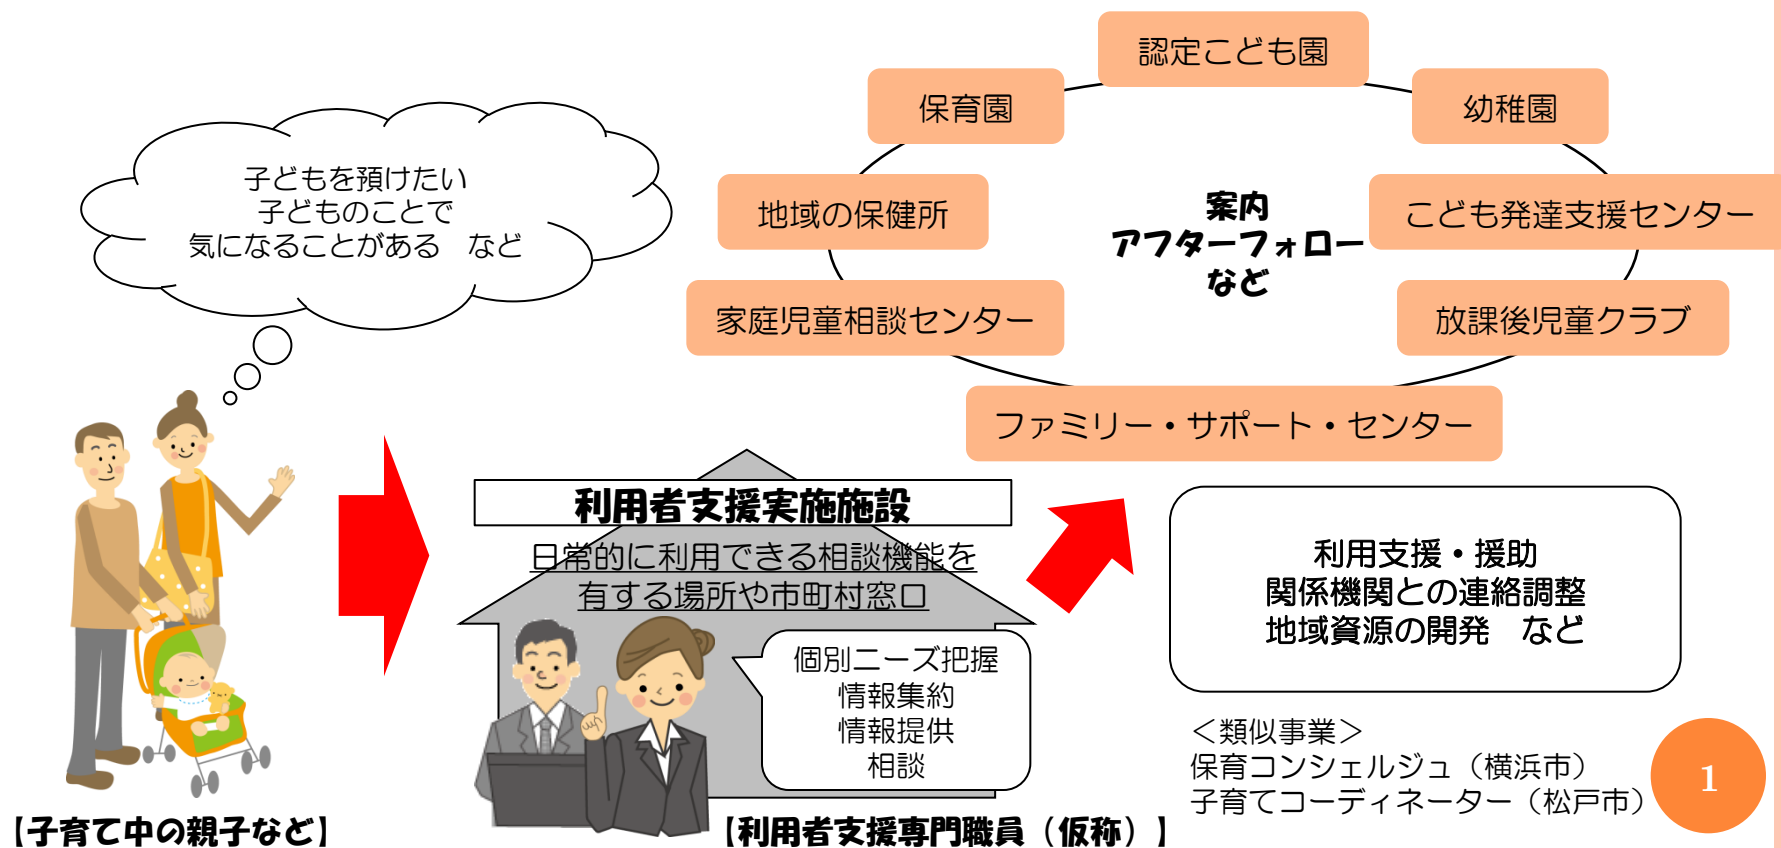 認定こども園
保育園
幼稚園
子どもを預けたい
子どものことで
気になることがある　など
地域の保健所
案内
アフターフォロー
など
こども発達支援センター
家庭児童相談センター
放課後児童クラブ
ファミリー・サポート・センター
利用者支援実施施設
日常的に利用できる相談機能を
有する場所や市町村窓口
個別ニーズ把握
情報集約
情報提供
相談
利用支援・援助
関係機関との連絡調整
地域資源の開発　など
＜類似事業＞
保育コンシェルジュ（横浜市）
子育てコーディネーター（松戸市）
1
【子育て中の親子など】
【利用者支援専門職員（仮称）】